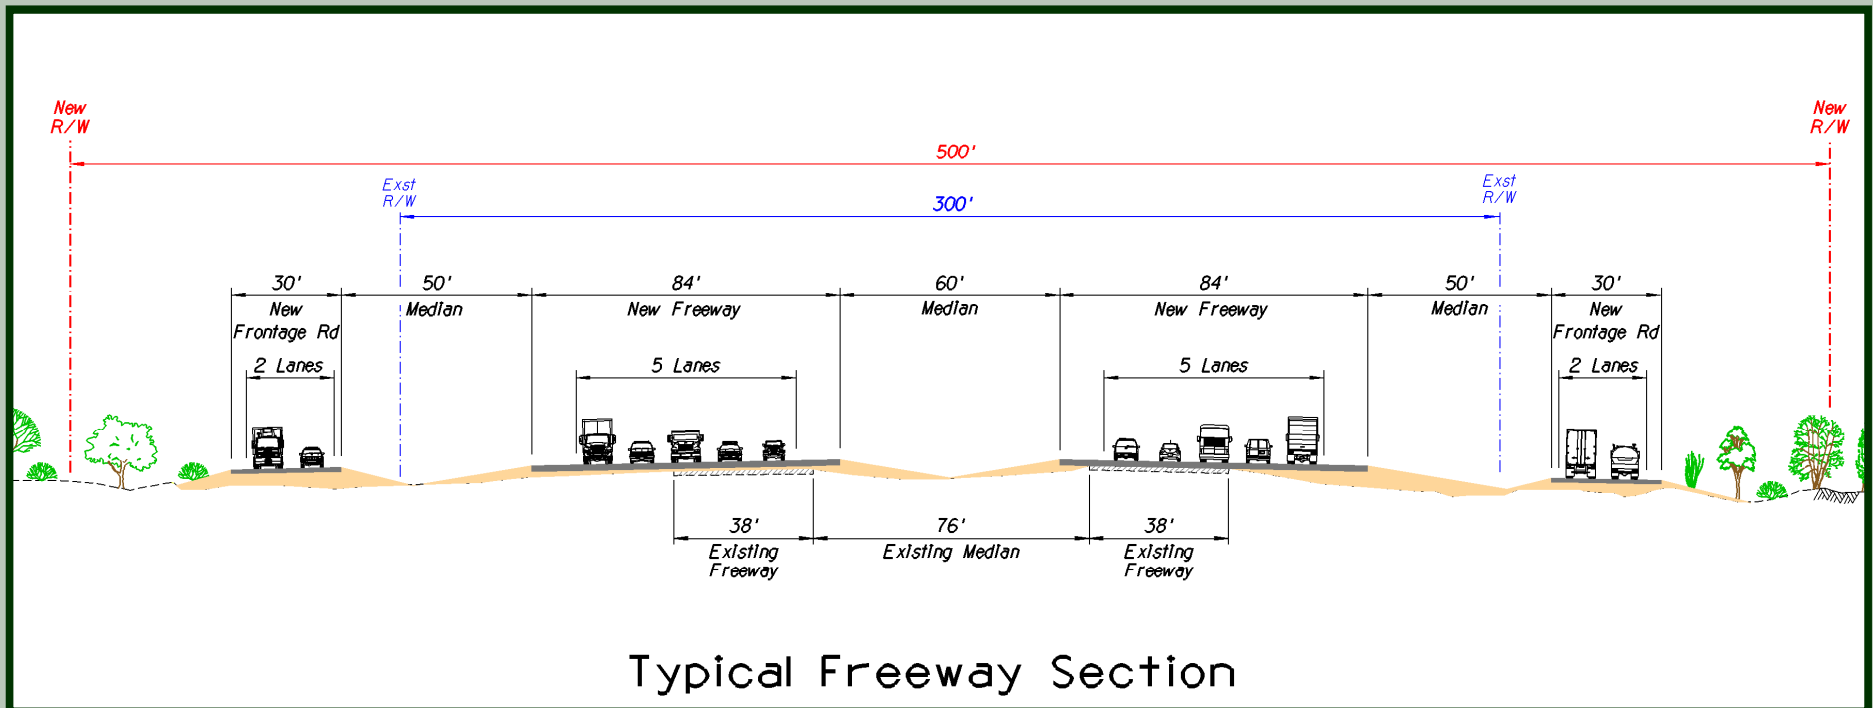 New
R/W
New
R/W
500'
Exst
R/W
Exst
R/W
300'
30'
50'
84'
60'
84'
50'
30'
New
Frontage Rd
Median
New Freeway
Median
New Freeway
Median
New
Frontage Rd
2 Lanes
5 Lanes
5 Lanes
2 Lanes
38'
76'
38'
Existing
Freeway
Existing Median
Existing
Freeway
Typical Freeway Section